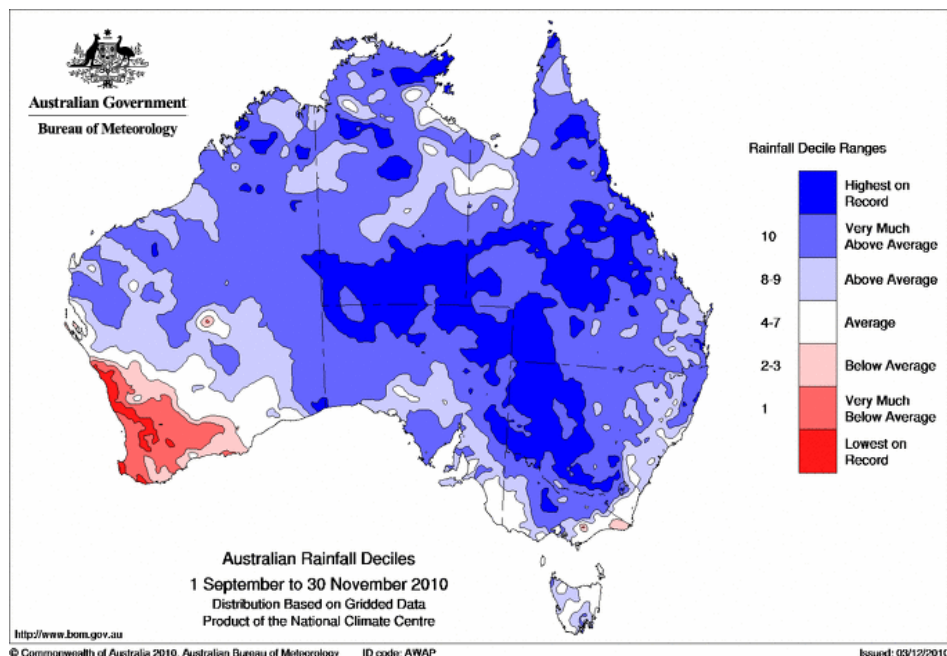 Australian Government
Bureau of Meteorology
Rainfall Decile Ranges
Highest on
Record
10
Very Much
Above Average
8-9
Above Average
4-7
Average
2-3
Below Average
1
Very Much
Below Average
Lowest on
Record
Australian Rainfall Deciles
1 September to 30 November 2010
Distribution Based on Gridded Data
Product of the National Climate Centre
http://www.bom.gov.au
© Commonwealth of Australia 2010, Australian Bureau of Meteorology ID code: AWAP Issued: 03/12/2010